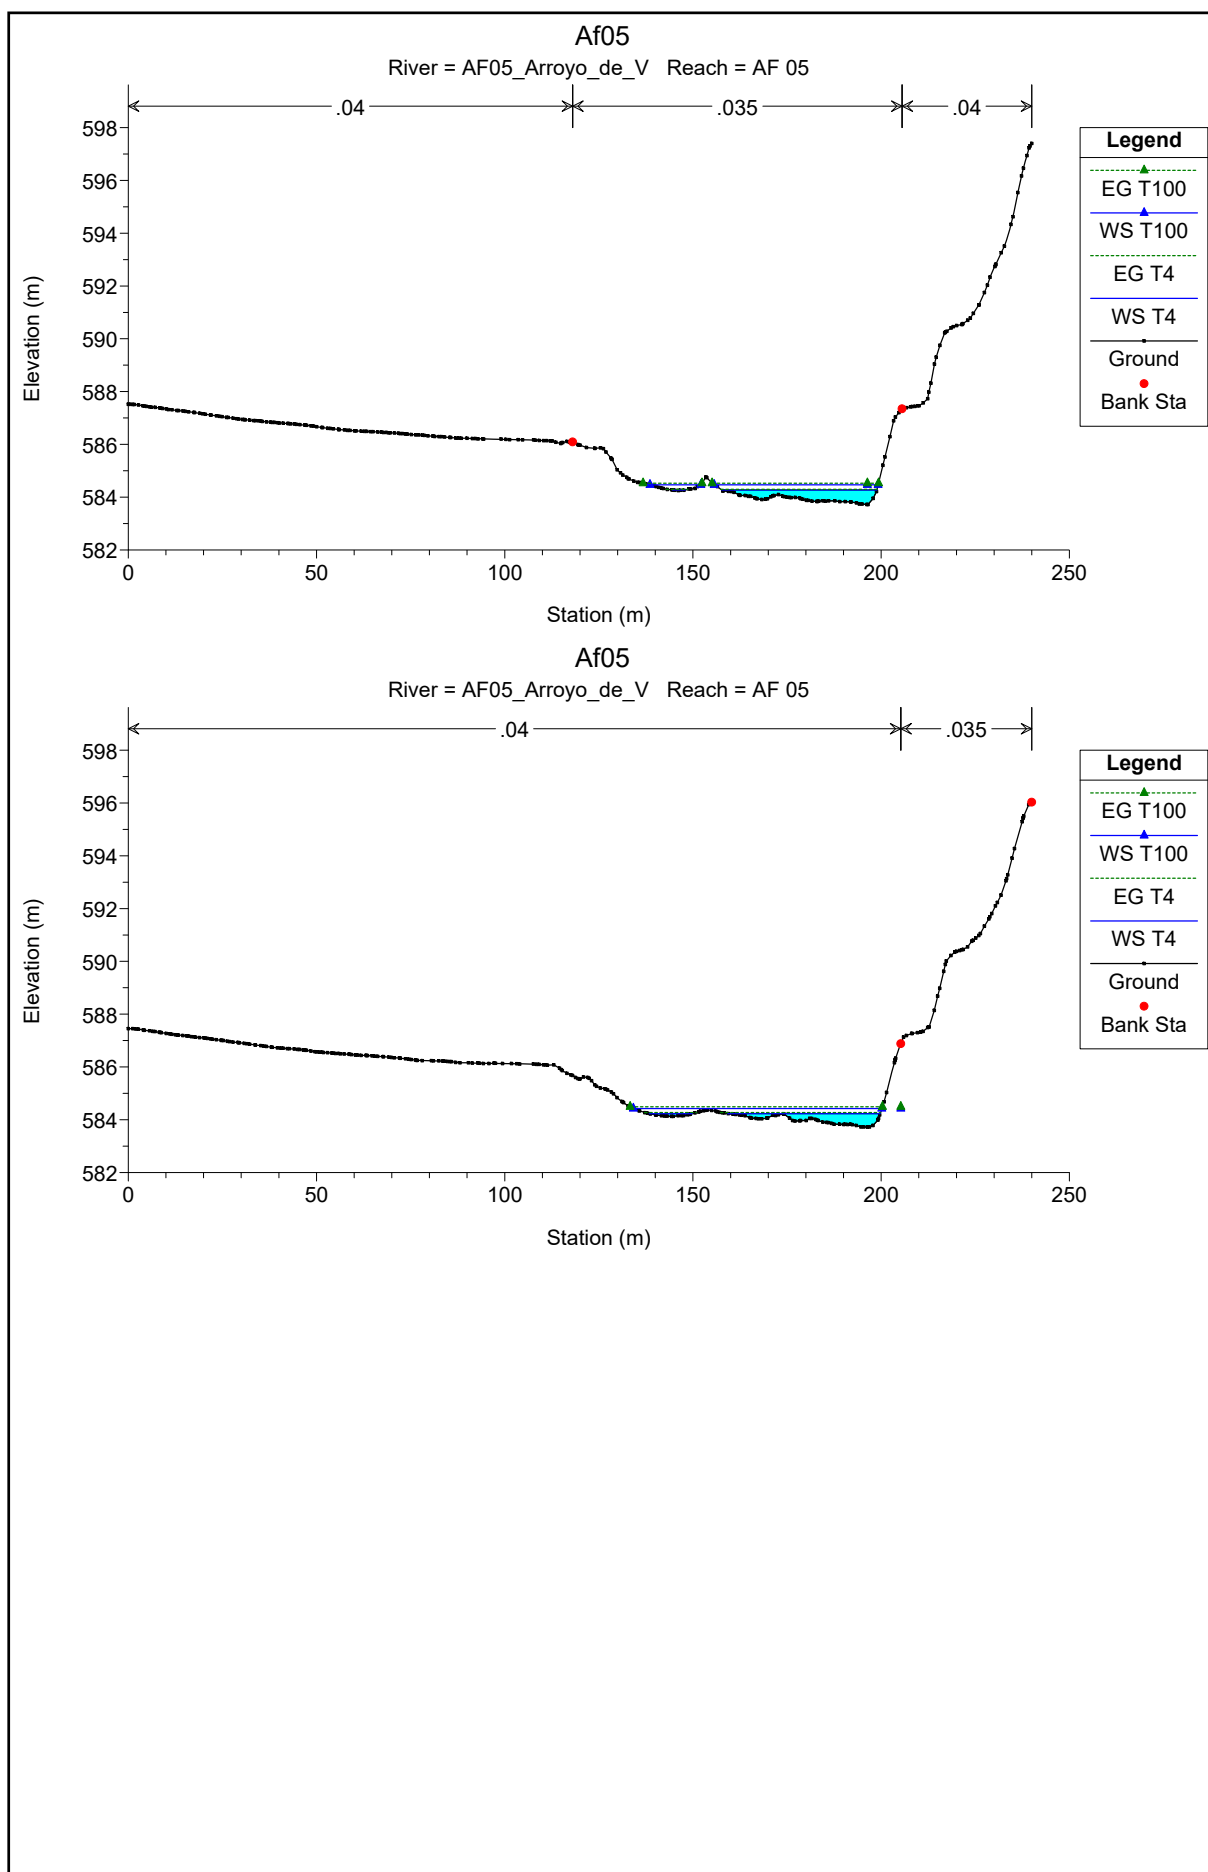 Af05
River = AF05_Arroyo_de_V Reach = AF 05
.04 .035 .04
598
596
594
592
590
588
586
584
582
Elevation (m)
0 50 100 150 200 250
Station (m)
Legend
EG T100
WS T100
EG T4
WS T4
Ground
Bank Sta
Af05
River = AF05_Arroyo_de_V Reach = AF 05
.04 .035
598
596
594
592
590
588
586
584
582
Elevation (m)
0 50 100 150 200 250
Station (m)
Legend
EG T100
WS T100
EG T4
WS T4
Ground
Bank Sta